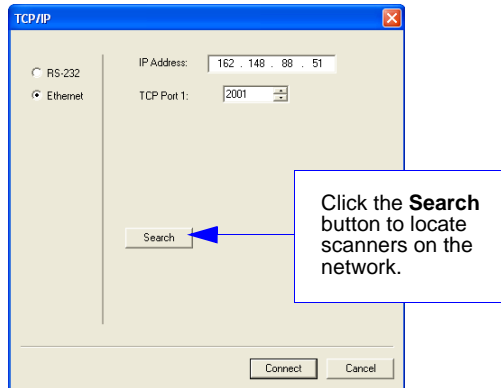 TCP/IP
RS-232
Ethernet
IP Address: 162 . 148 . 88 . 51
TCP Port 1: 2001
Search
Click the Search
button to locate
scanners on the
network.
Connect Cancel